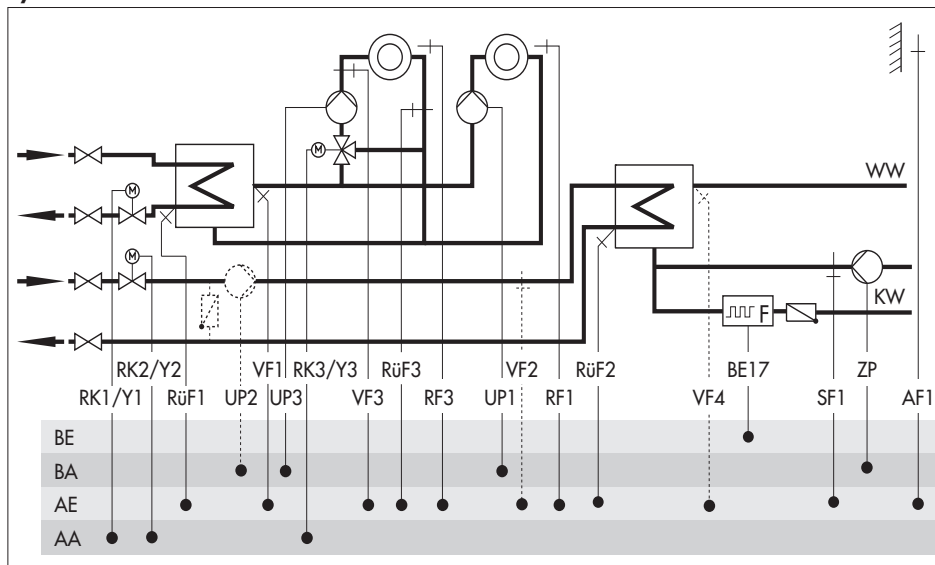 M
M
M
WW
KW
F
RK2/Y2 VF1 RK3/Y3 RüF3 VF2 RüF2 BE17 ZP
RK1/Y1 RüF1 UP2 UP3 VF3 RF3 UP1 RF1 VF4 SF1 AF1
BE
BA
AE
AA